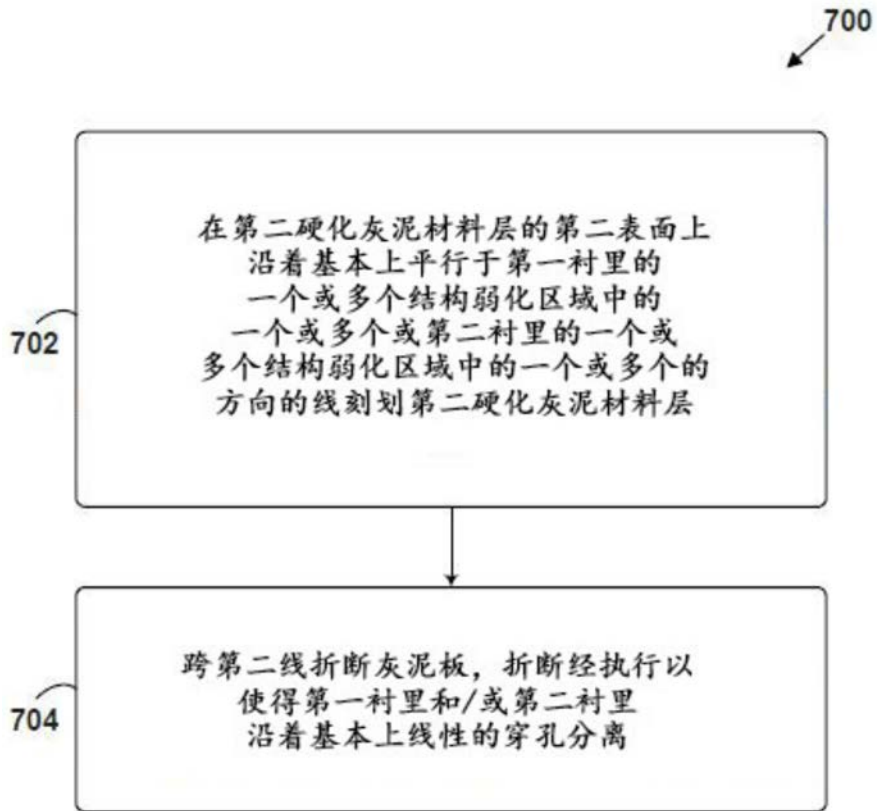 700
在第二硬化灰泥材料层的第二表面上
沿着基本上平行于第一衬里的
一个或多个结构弱化区域中的
一个或多个或第二衬里的一个或
多个结构弱化区域中的一个或多个的
方向的线刻划第二硬化灰泥材料层
702
跨第二线折断灰泥板，折断经执行以
使得第一衬里和/或第二衬里
沿着基本上线性的穿孔分离
704